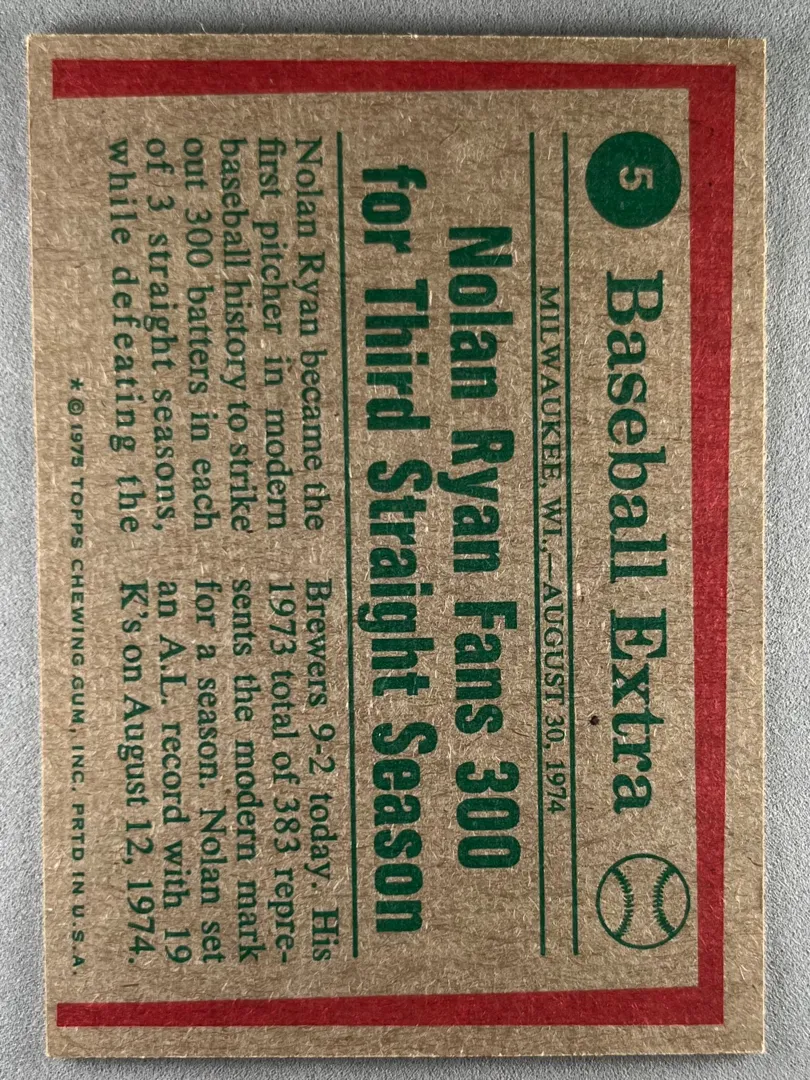 5
Baseball Extra
MILWAUKEE, WI.,—AUGUST 30, 1974
Nolan Ryan Fans 300
for Third Straight Season
Nolan Ryan became the
first pitcher in modern
baseball history to strike
out 300 batters in each
of 3 straight seasons,
while defeating the
Brewers 9-2 today. His
1973 total of 383 repre-
sents the modern mark
for a season. Nolan set
an A.L. record with 19
K's on August 12, 1974.
* © 1975 TOPPS CHEWING GUM, INC. PRTD IN U.S.A.